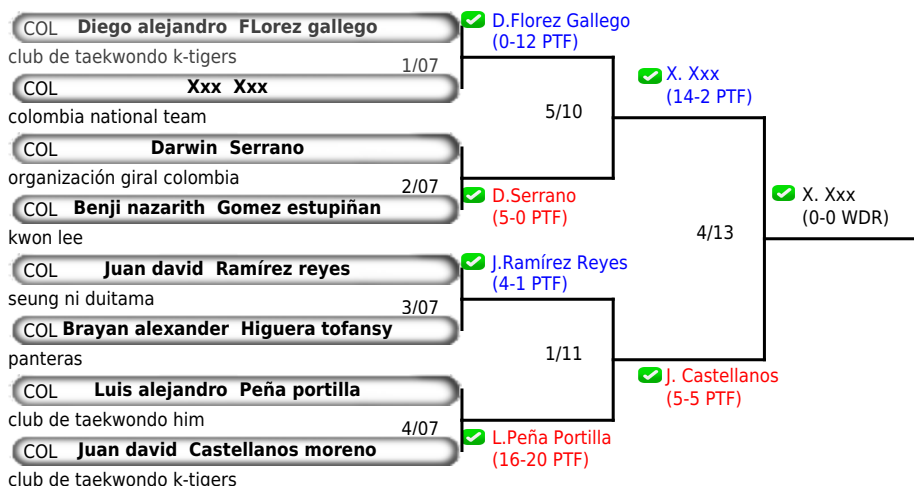 COL Diego alejandro FLorez gallego
club de taekwondo k-tigers
1/07
COL Xxx Xxx
colombia national team
COL Darwin Serrano
organización giral colombia
2/07
COL Benji nazarith Gomez estupiñan
kwon lee
COL Juan david Ramírez reyes
seung ni duitama
3/07
COL Brayan alexander Higuera tofansy
panteras
COL Luis alejandro Peña portilla
club de taekwondo him
4/07
COL Juan david Castellanos moreno
club de taekwondo k-tigers
D.Florez Gallego
(0-12 PTF)
5/10
D.Serrano
(5-0 PTF)
J.Ramírez Reyes
(4-1 PTF)
1/11
L.Peña Portilla
(16-20 PTF)
X. Xxx
(14-2 PTF)
4/13
J. Castellanos
(5-5 PTF)
X. Xxx
(0-0 WDR)